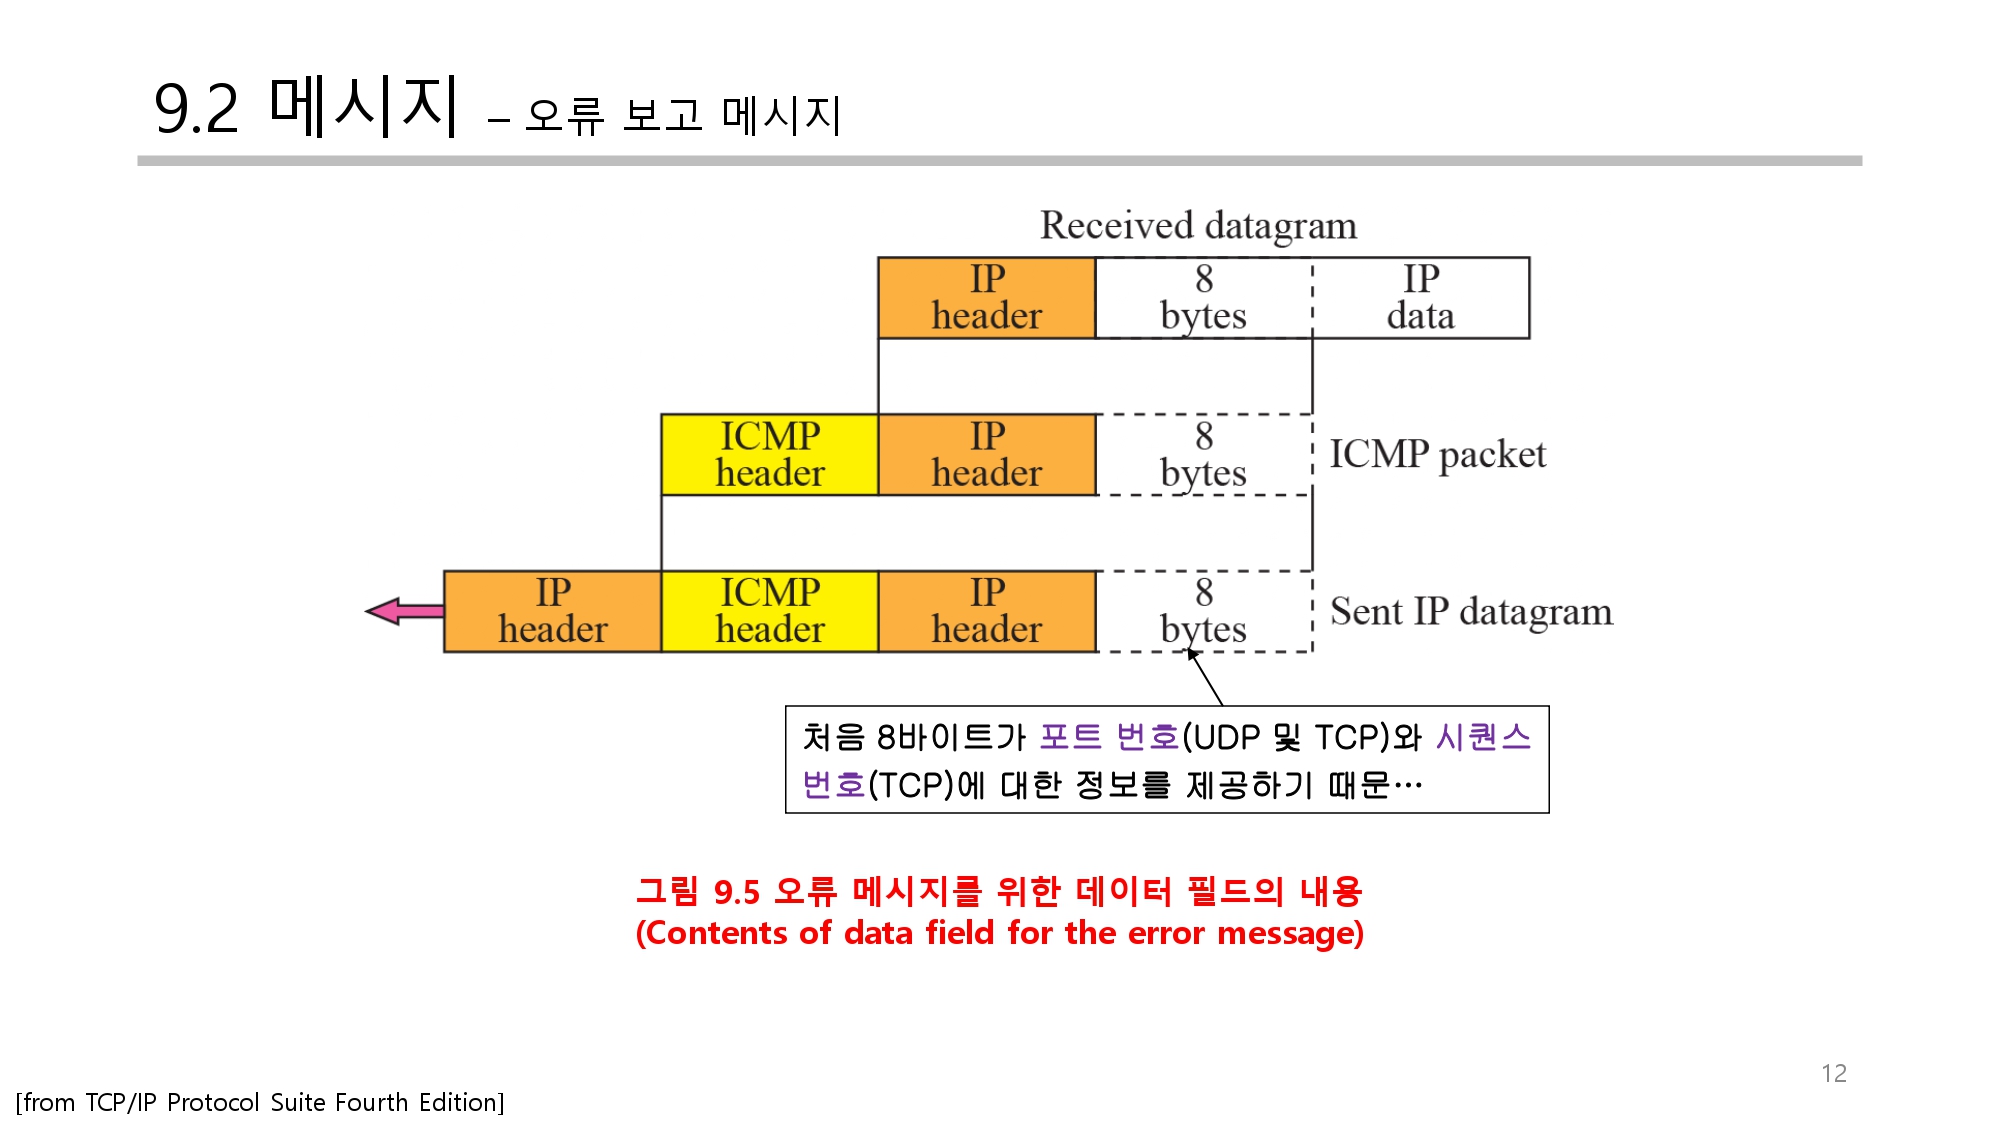 9.2 메시지 – 오류 보고 메시지
Received datagram
IP header
8 bytes
IP data
ICMP header
IP header
8 bytes
ICMP packet
IP header
ICMP header
IP header
8 bytes
Sent IP datagram
처음 8바이트가 포트 번호(UDP 및 TCP)와 시퀀스
번호(TCP)에 대한 정보를 제공하기 때문…
그림 9.5 오류 메시지를 위한 데이터 필드의 내용
(Contents of data field for the error message)
12
[from TCP/IP Protocol Suite Fourth Edition]